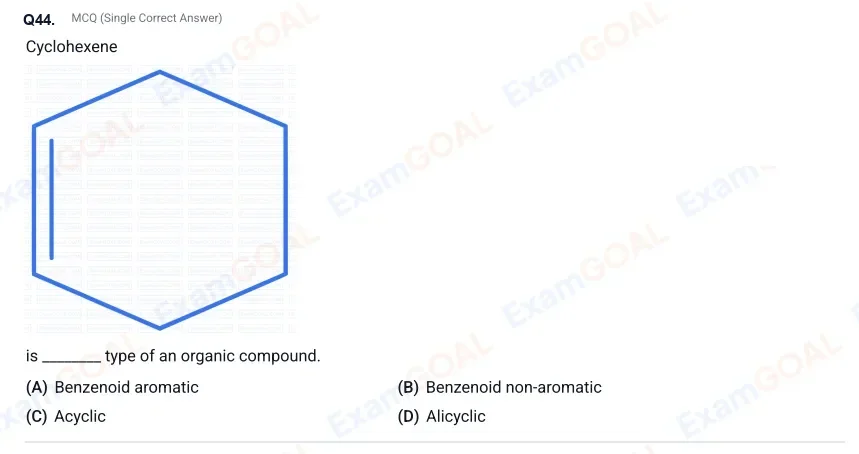 Q44. MCQ (Single Correct Answer)
Cyclohexene
is ________ type of an organic compound.
(A) Benzenoid aromatic (B) Benzenoid non-aromatic
(C) Acyclic (D) Alicyclic
ExamGOAL